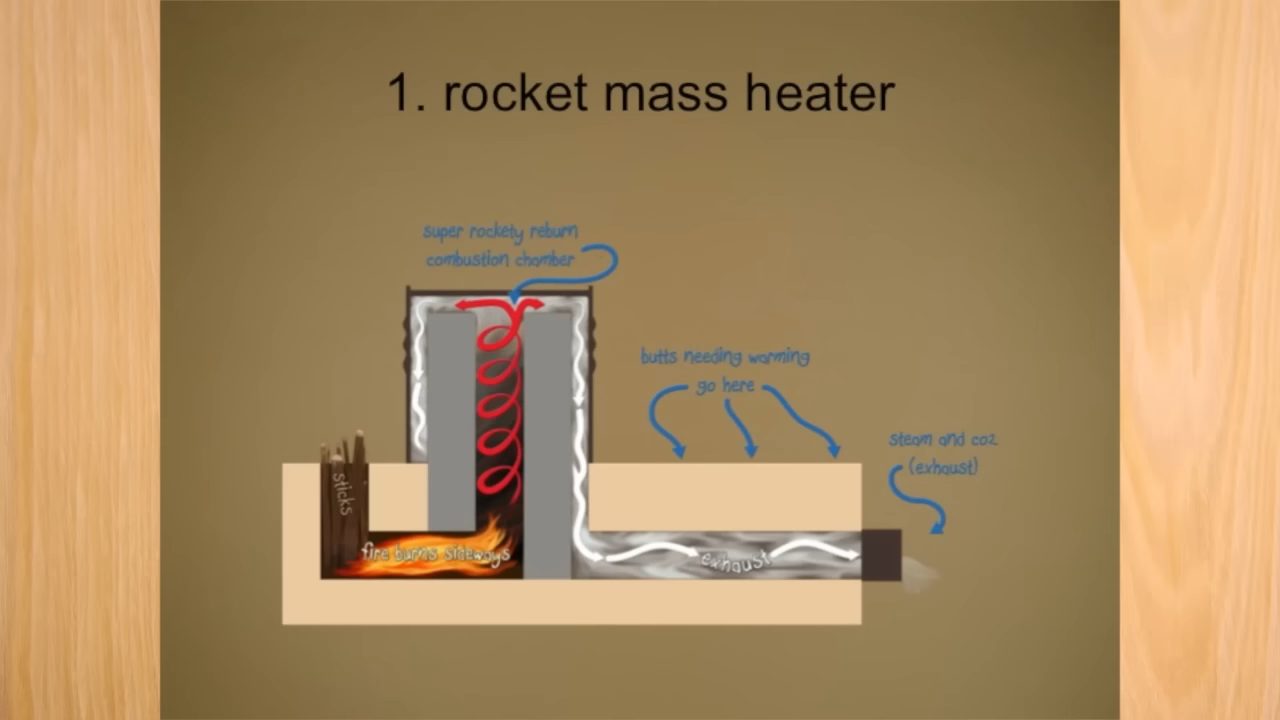 1. rocket mass heater
super rockety reburn
combustion chamber
butts needing warming
go here
steam and co2
(exhaust)
sticks
fire burns sideways
exhaust